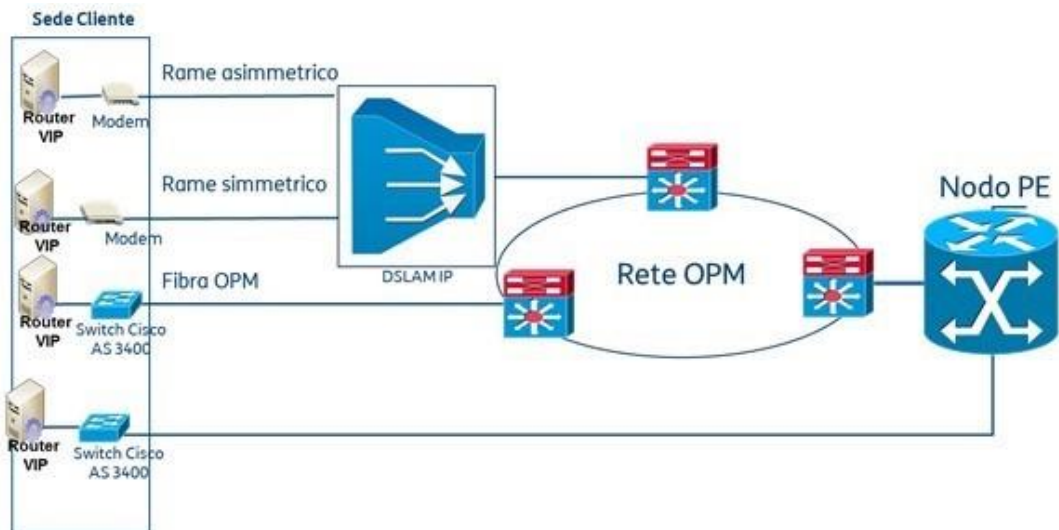 Sede Cliente
Rame asimmetrico
Router
VIP
Modem
Rame simmetrico
Router
VIP
Modem
DSLAM IP
Fibra OPM
Router
VIP
Switch Cisco
AS 3400
Rete OPM
Nodo PE
Router
VIP
Switch Cisco
AS 3400